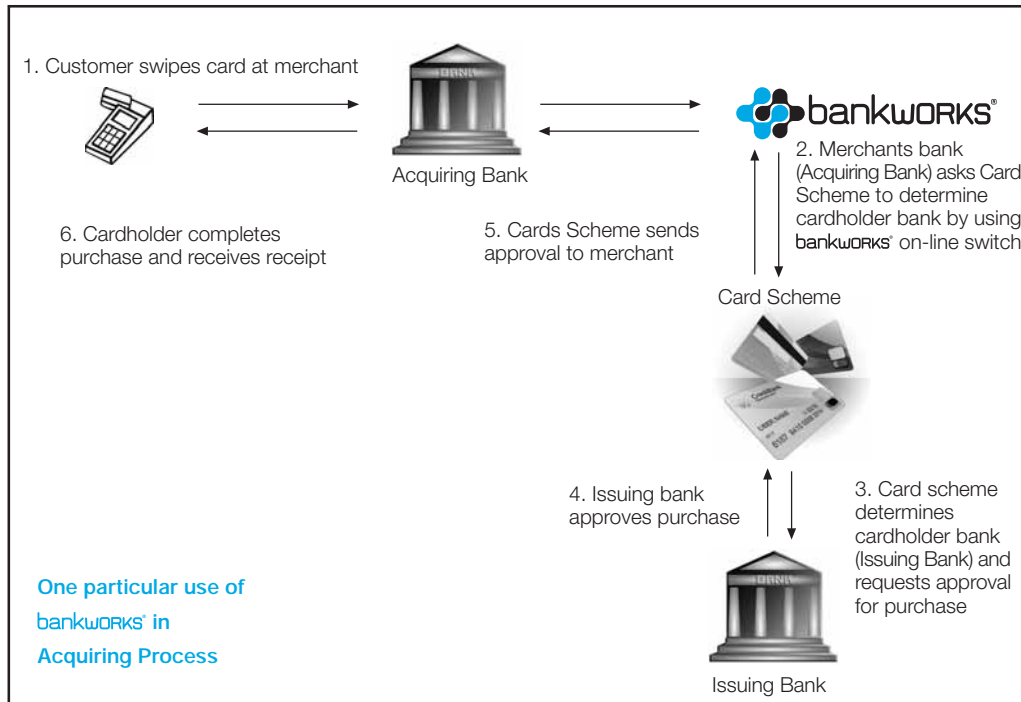 1. Customer swipes card at merchant
BANK
Acquiring Bank
bankworks®
2. Merchants bank
(Acquiring Bank) asks Card
Scheme to determine
cardholder bank by using
bankworks® on-line switch
6. Cardholder completes
purchase and receives receipt
5. Cards Scheme sends
approval to merchant
Card Scheme
4. Issuing bank
approves purchase
3. Card scheme
determines
cardholder bank
(Issuing Bank) and
requests approval
for purchase
BANK
Issuing Bank
One particular use of
bankworks® in
Acquiring Process